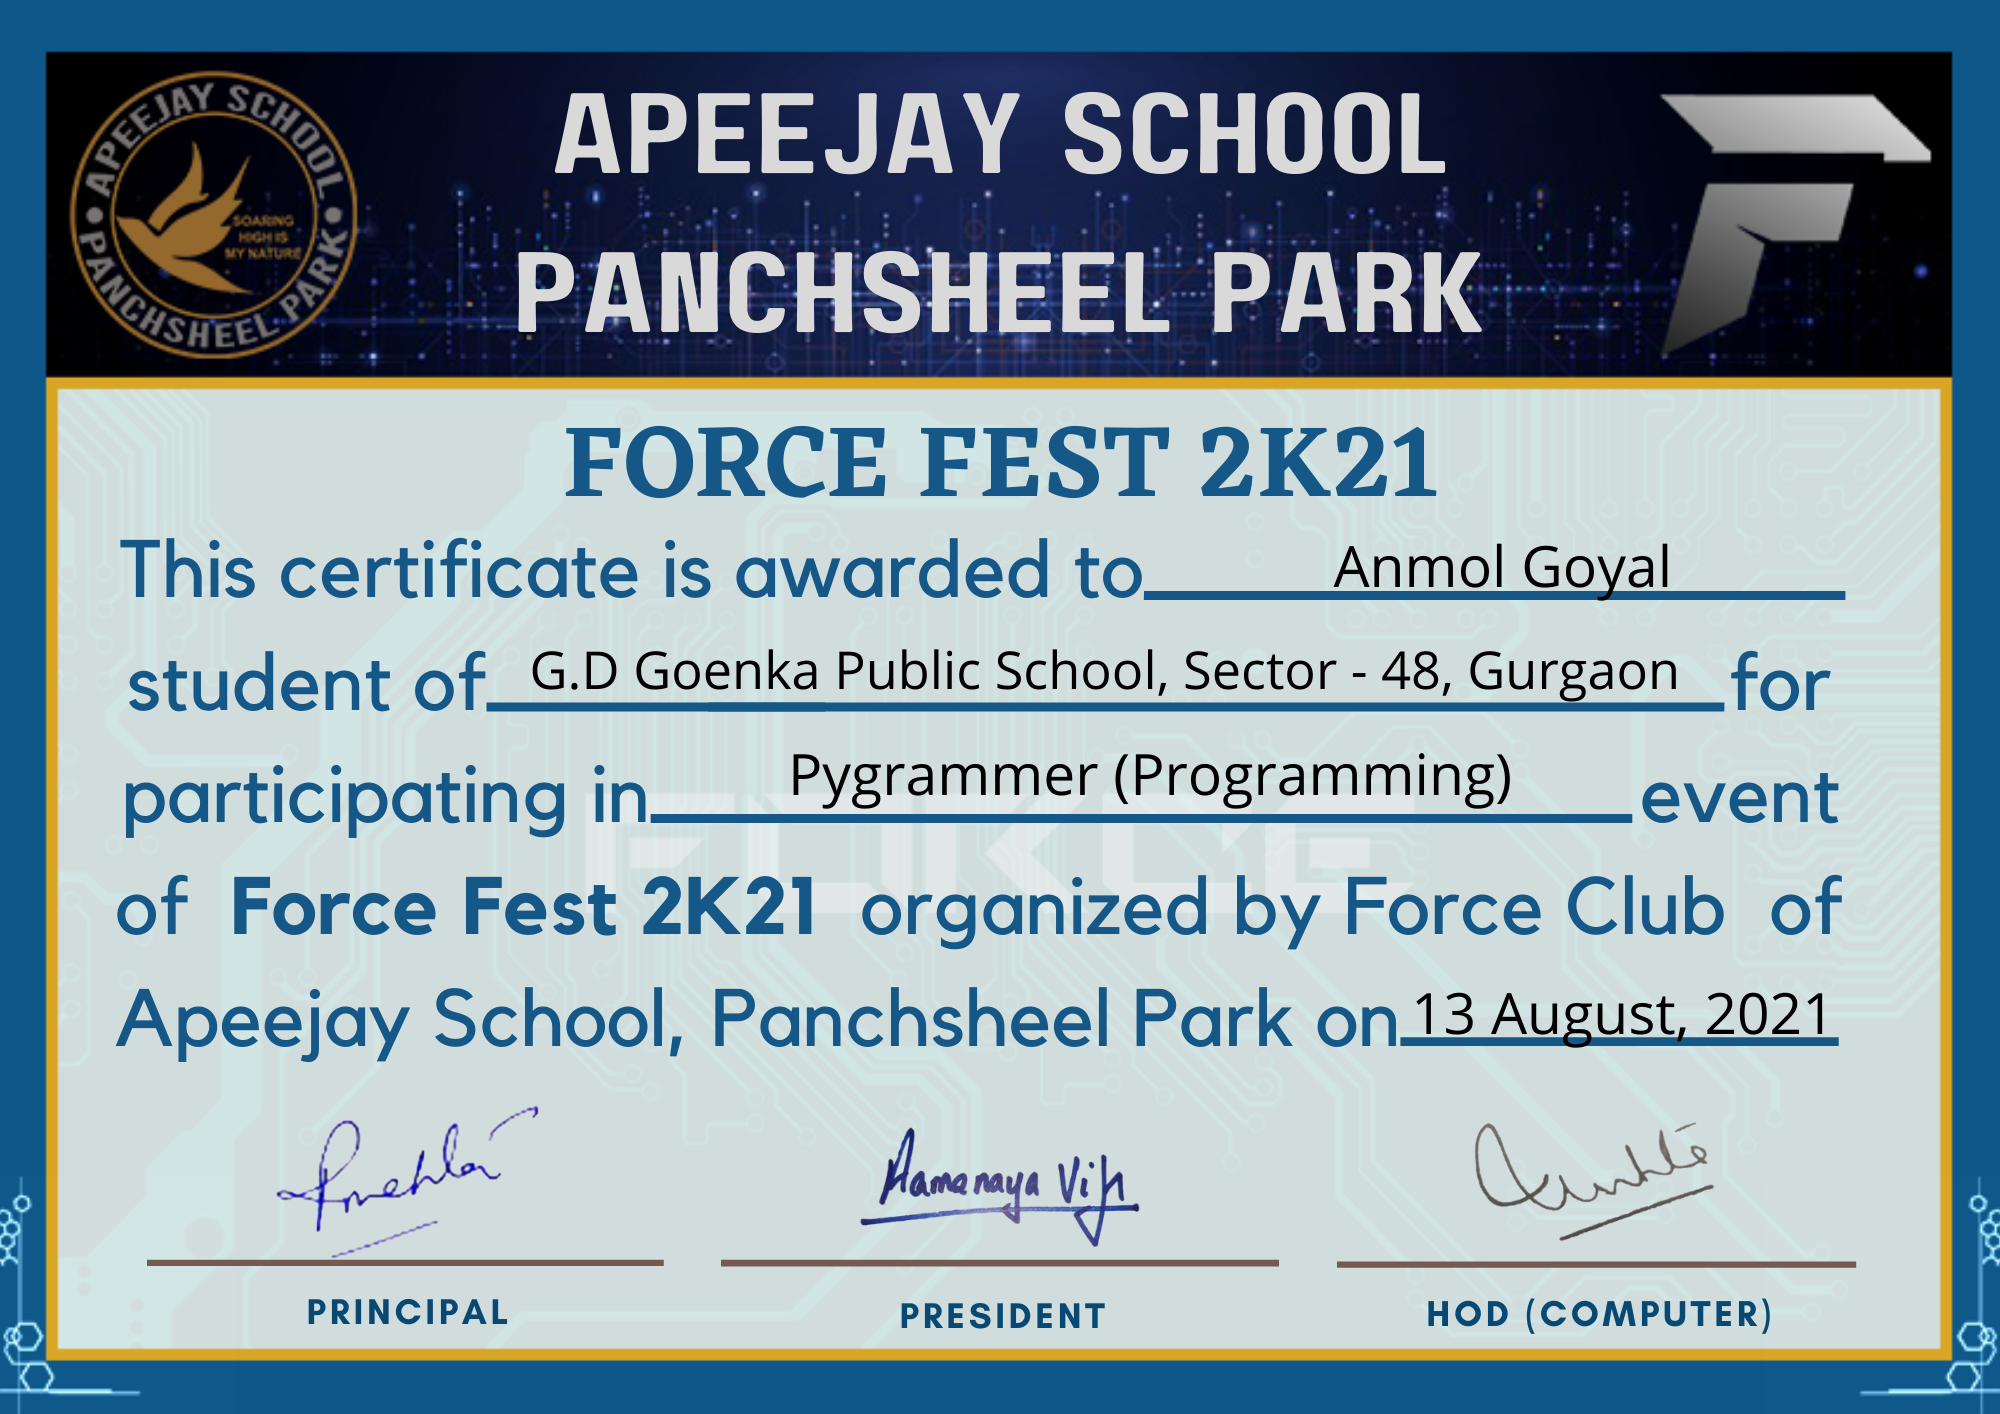 APEEJAY SCHOOL
PANCHSHEEL PARK
• APEEJAY SCHOOL •
PANCHSHEEL PARK
SOARING
HIGH IS
MY NATURE
FORCE FEST 2K21
This certificate is awarded to Anmol Goyal
student of G.D Goenka Public School, Sector - 48, Gurgaon for
participating in Pygrammer (Programming) event
FORCE
of Force Fest 2K21 organized by Force Club of
Apeejay School, Panchsheel Park on 13 August, 2021
Ramanaya Vij
PRINCIPAL
PRESIDENT
HOD (COMPUTER)